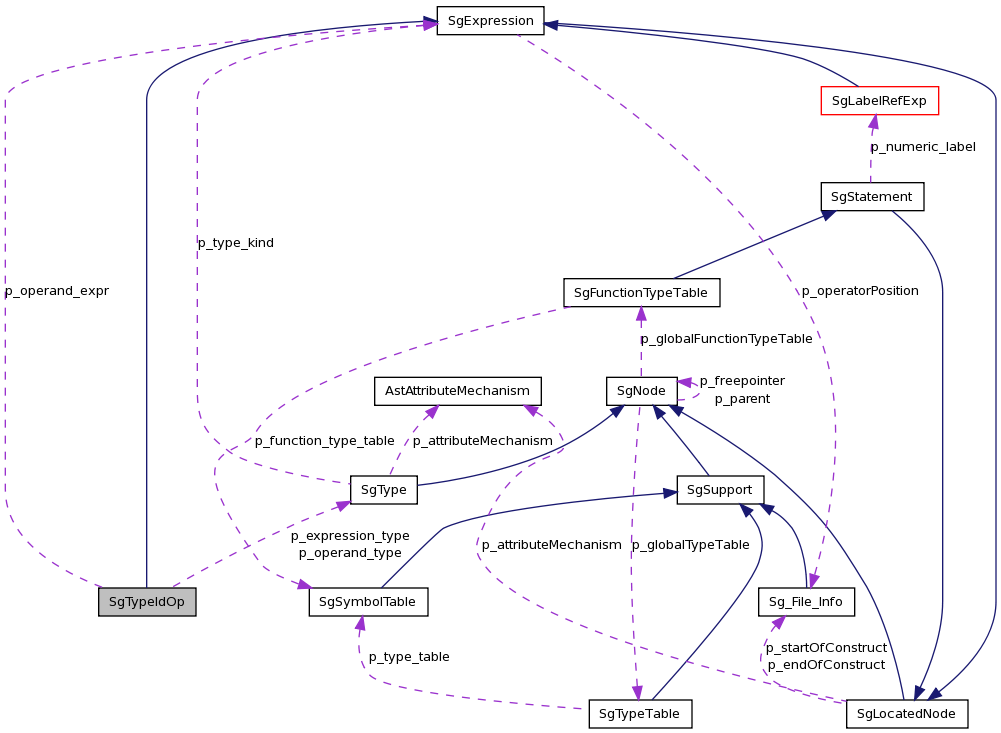 SgExpression
SgLabelRefExp
p_numeric_label
SgStatement
p_type_kind
p_operand_expr
p_operatorPosition
SgFunctionTypeTable
p_globalFunctionTypeTable
p_freepointer
p_parent
AstAttributeMechanism
SgNode
p_function_type_table
p_attributeMechanism
SgType
SgSupport
p_expression_type
p_operand_type
p_attributeMechanism
p_globalTypeTable
SgTypeIdOp
SgSymbolTable
Sg_File_Info
p_startOfConstruct
p_endOfConstruct
p_type_table
SgTypeTable
SgLocatedNode